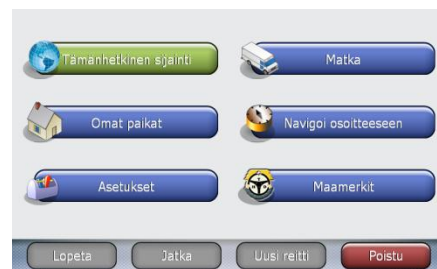 Tämänhetkinen sijainti
Matka
Omat paikat
Navigoi osoitteeseen
Asetukset
Maamerkit
Lopeta
Jatka
Uusi reitti
Poistu